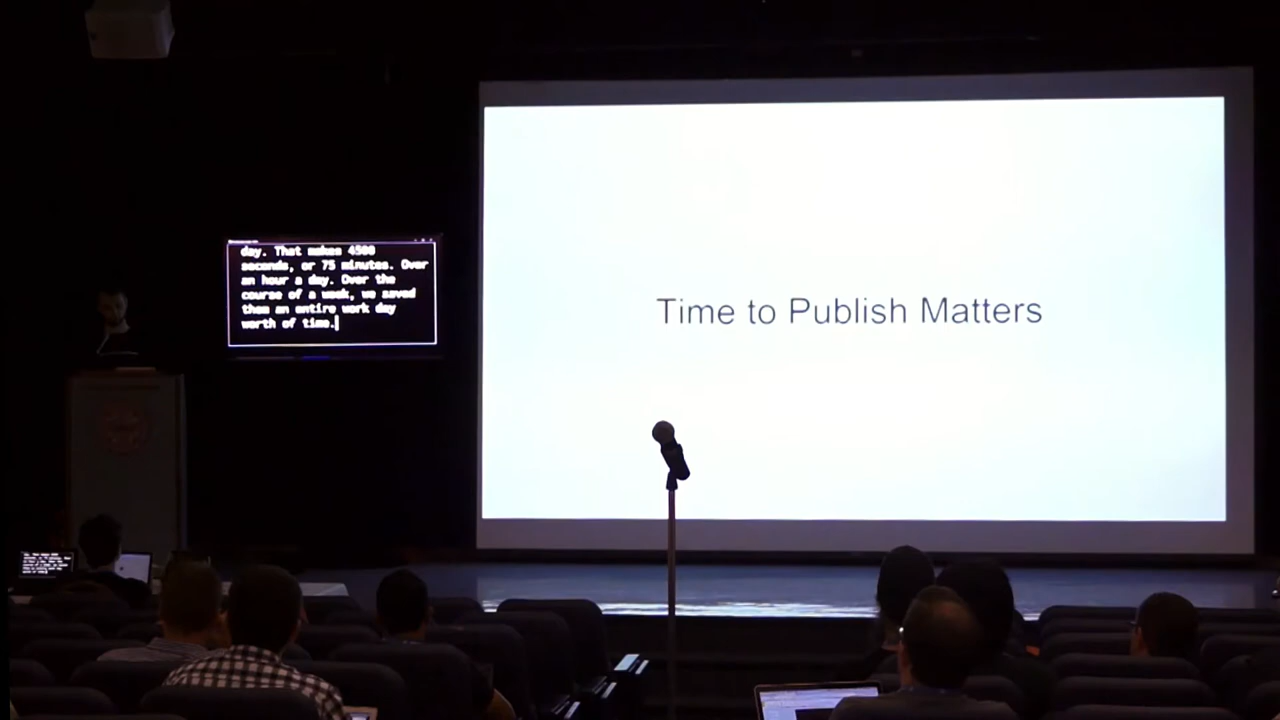 day. That makes 4500
seconds, or 75 minutes. Over
an hour a day. Over the
course of a week, we saved
them an entire work day
worth of time.
Time to Publish Matters